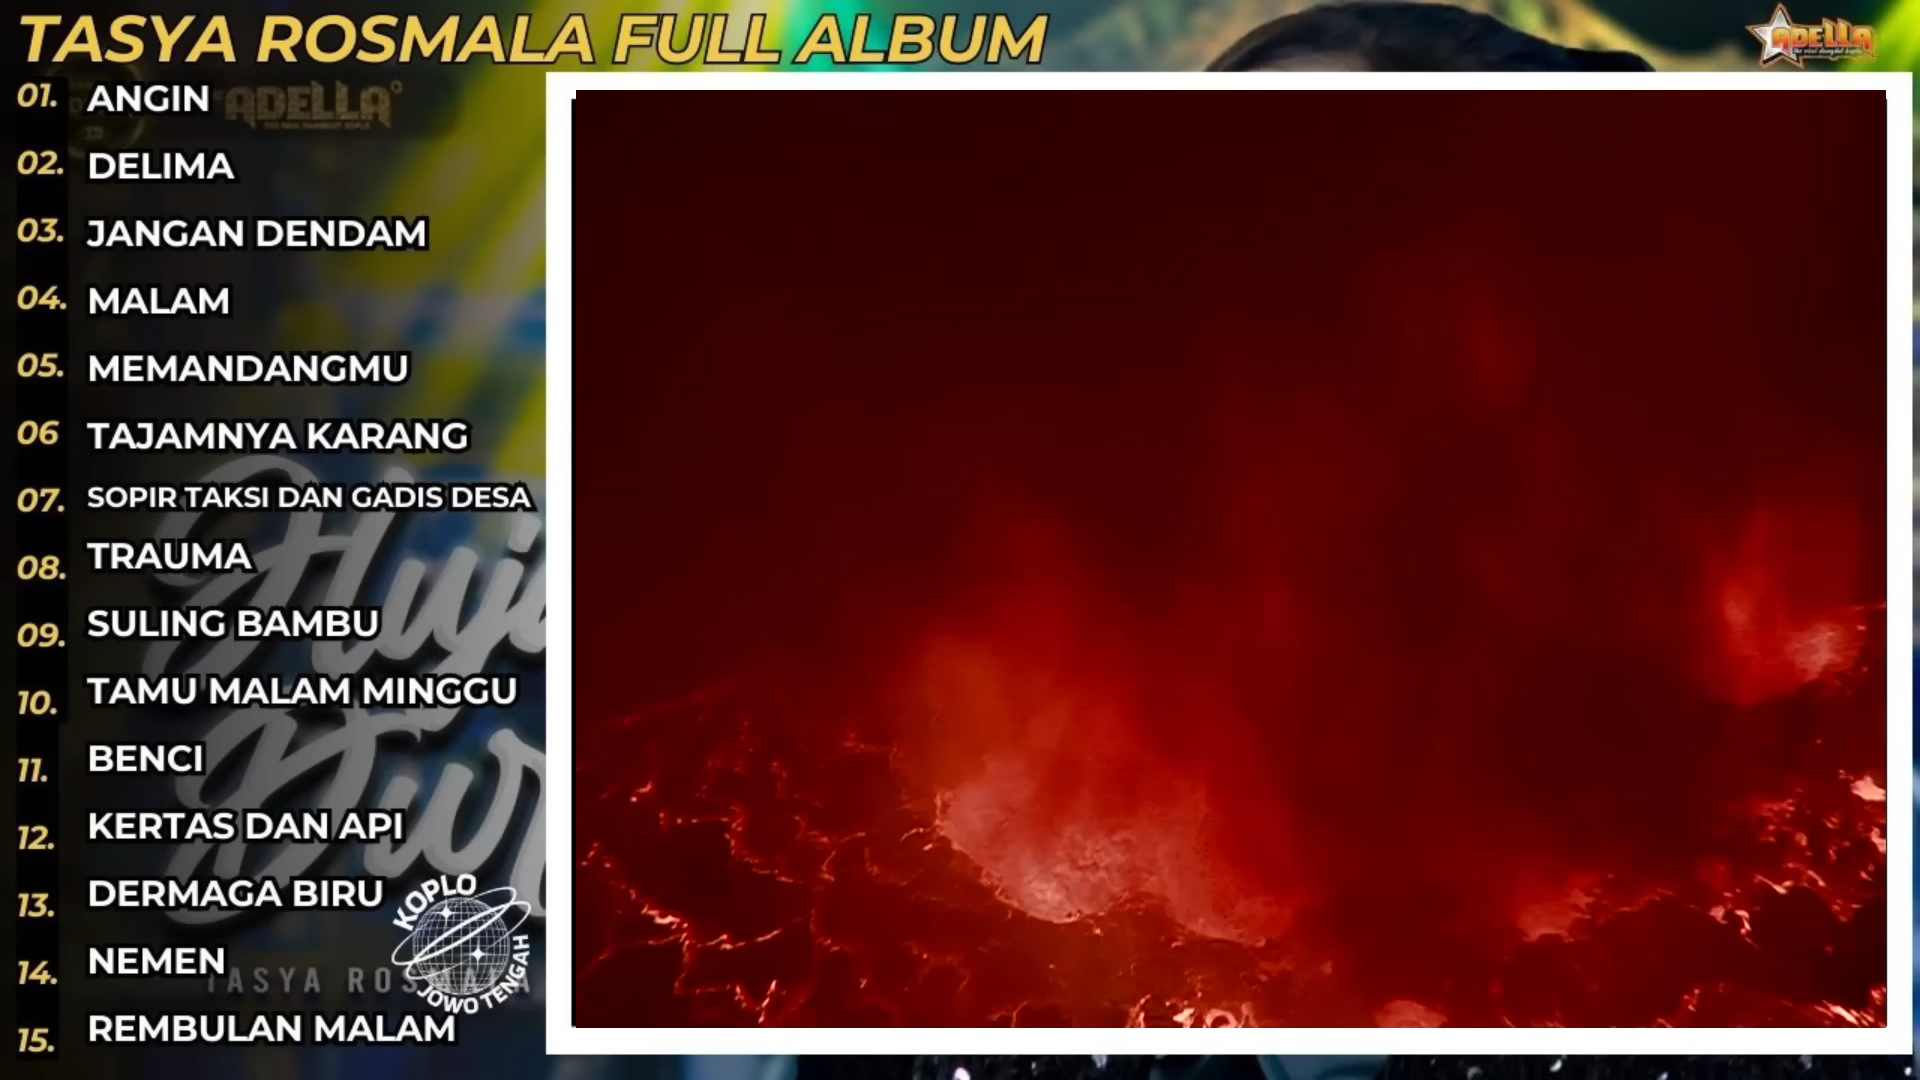 TASYA ROSMALA FULL ALBUM
ADELLA
01. ANGIN
ADELLA
02. DELIMA
03. JANGAN DENDAM
04. MALAM
05. MEMANDANGMU
06 TAJAMNYA KARANG
07. SOPIR TAKSI DAN GADIS DESA
08. TRAUMA
09. SULING BAMBU
10. TAMU MALAM MINGGU
11. BENCI
12. KERTAS DAN API
13. DERMAGA BIRU
KOPLO
JOWO TENGAH
14. NEMEN
TASYA
15. REMBULAN MALAM